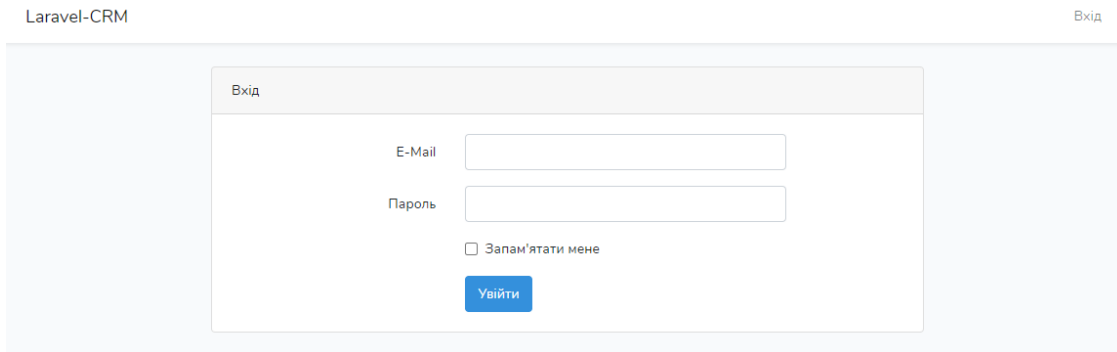 Laravel-CRM Вхід
Вхід
E-Mail
Пароль
Запам'ятати мене
Увійти